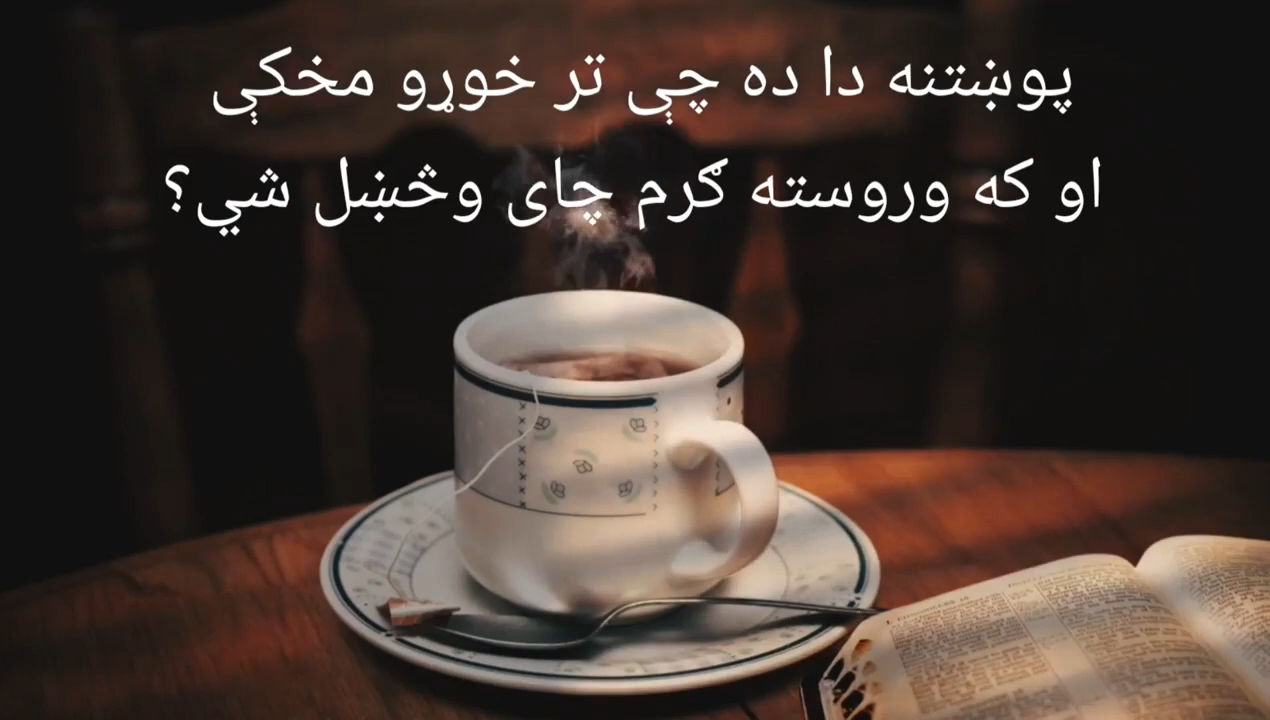 پوښتنه دا ده چې تر خوړو مخکې
او که وروسته ګرم چای وڅښل شي؟